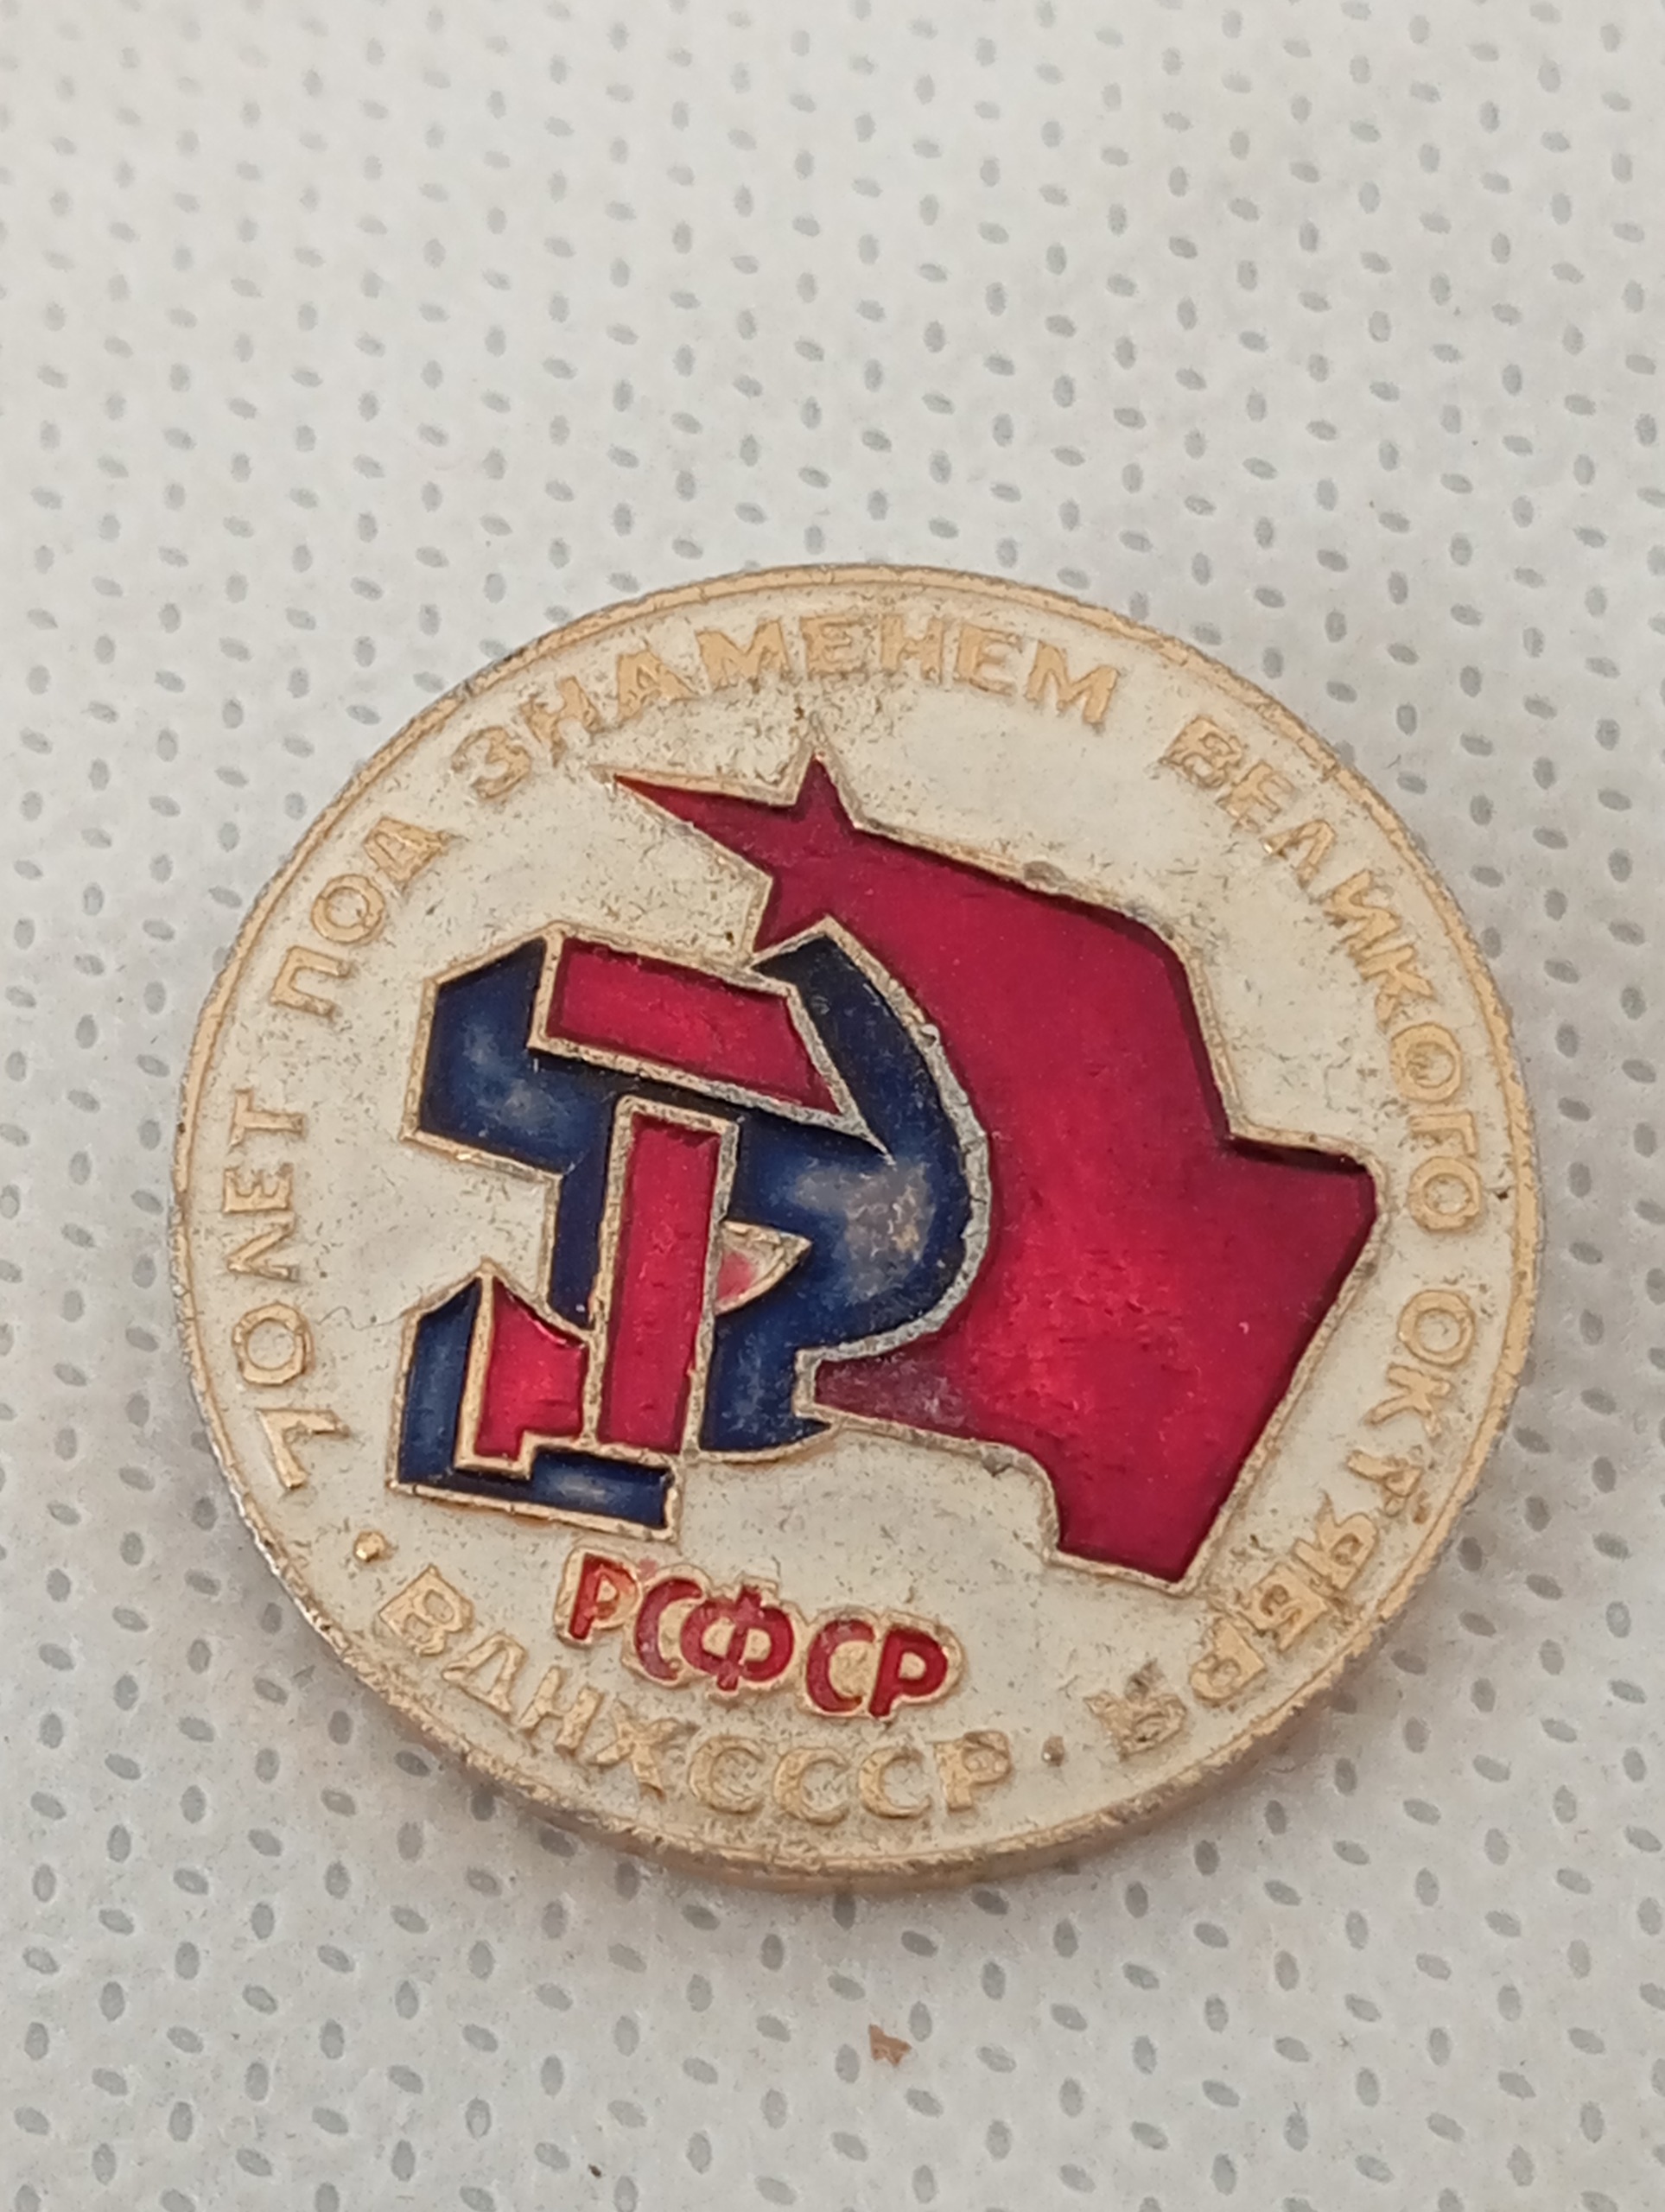 70 ЛЕТ ПОД ЗНАМЕНЕМ ВЕЛИКОГО ОКТЯБРЯ
РСФСР
· ВДНХ СССР ·